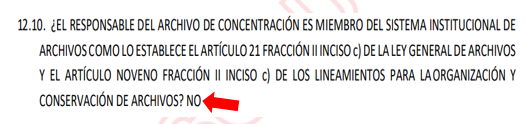 12.10. ¿EL RESPONSABLE DEL ARCHIVO DE CONCENTRACIÓN ES MIEMBRO DEL SISTEMA INSTITUCIONAL DE
ARCHIVOS COMO LO ESTABLECE EL ARTÍCULO 21 FRACCIÓN II INCISO c) DE LA LEY GENERAL DE ARCHIVOS
Y EL ARTÍCULO NOVENO FRACCIÓN II INCISO c) DE LOS LINEAMIENTOS PARA LA ORGANIZACIÓN Y
CONSERVACIÓN DE ARCHIVOS? NO